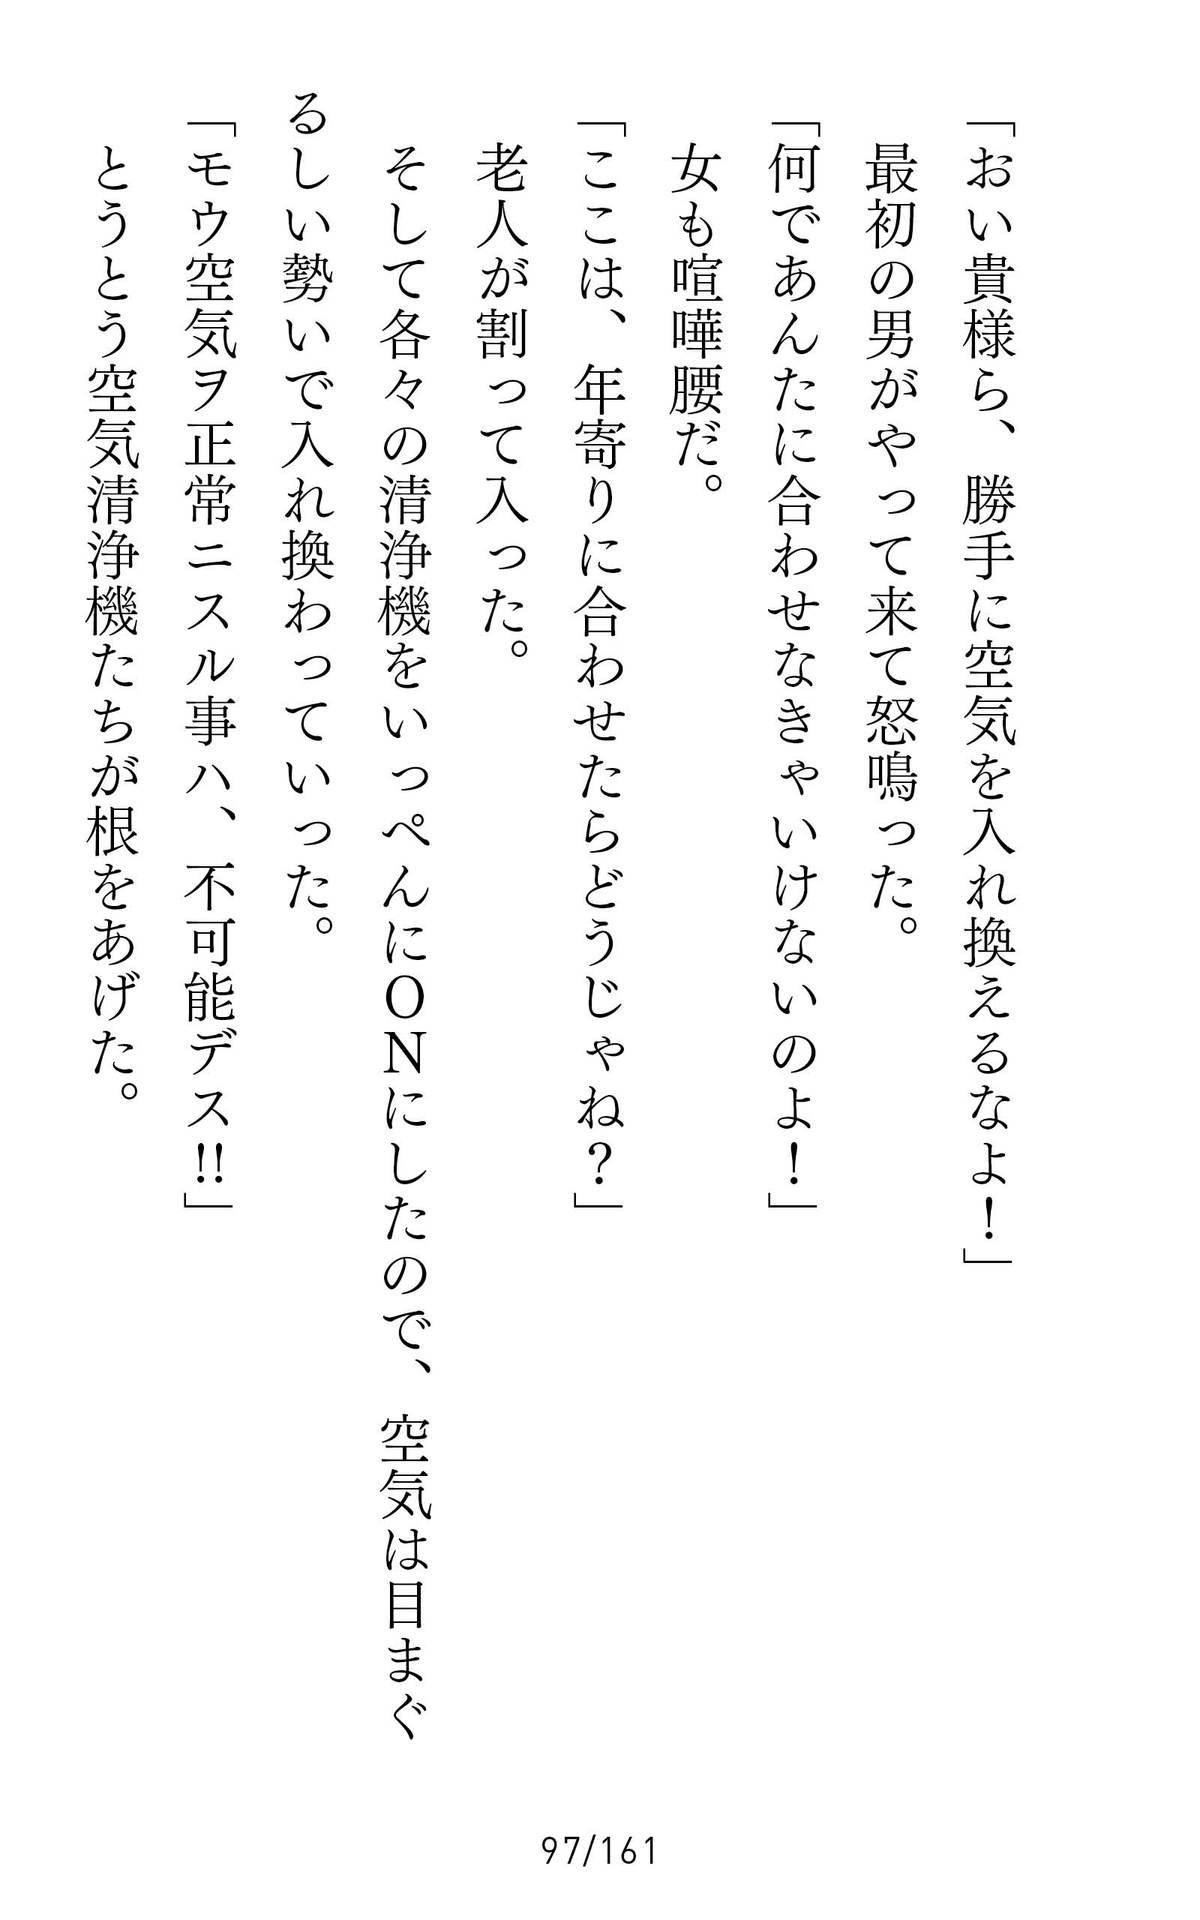 「おい貴様ら、勝手に空気を入れ換えるなよ！」
最初の男がやって来て怒鳴った。
「何であんたに合わせなきゃいけないのよ！」
女も喧嘩腰だ。
「ここは、年寄りに合わせたらどうじゃね？」
老人が割って入った。
そして各々の清浄機をいっぺんにＯＮにしたので、空気は目まぐ
るしい勢いで入れ換わっていった。
「モウ空気ヲ正常ニスル事ハ、不可能デス!!」
とうとう空気清浄機たちが根をあげた。
97/161